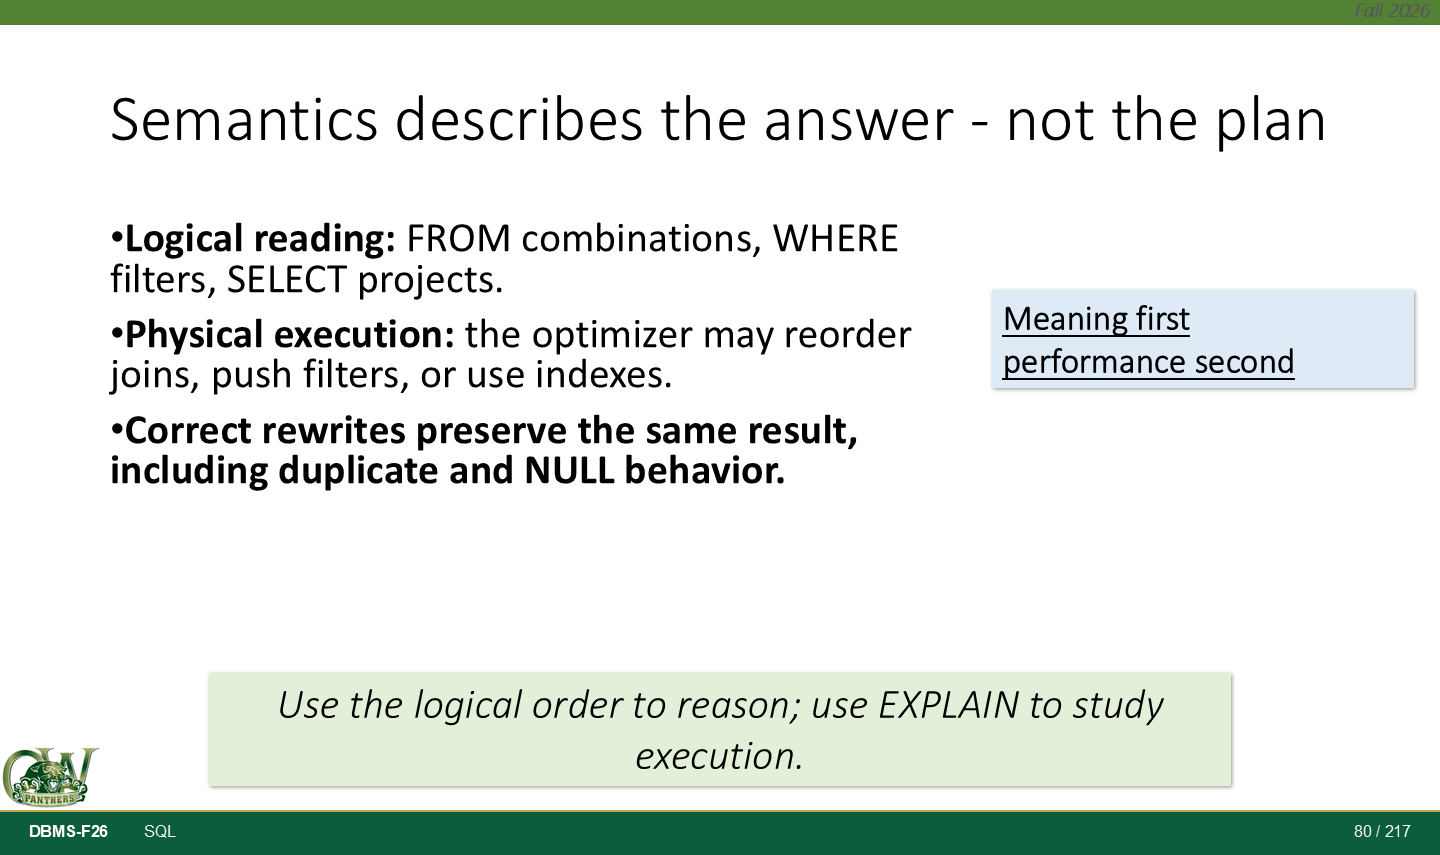 Fall 2026
Semantics describes the answer - not the plan
•Logical reading: FROM combinations, WHERE
filters, SELECT projects.
•Physical execution: the optimizer may reorder
joins, push filters, or use indexes.
•Correct rewrites preserve the same result,
including duplicate and NULL behavior.
Meaning first
performance second
Use the logical order to reason; use EXPLAIN to study
execution.
OW
PANTHERS
DBMS-F26 SQL 80 / 217